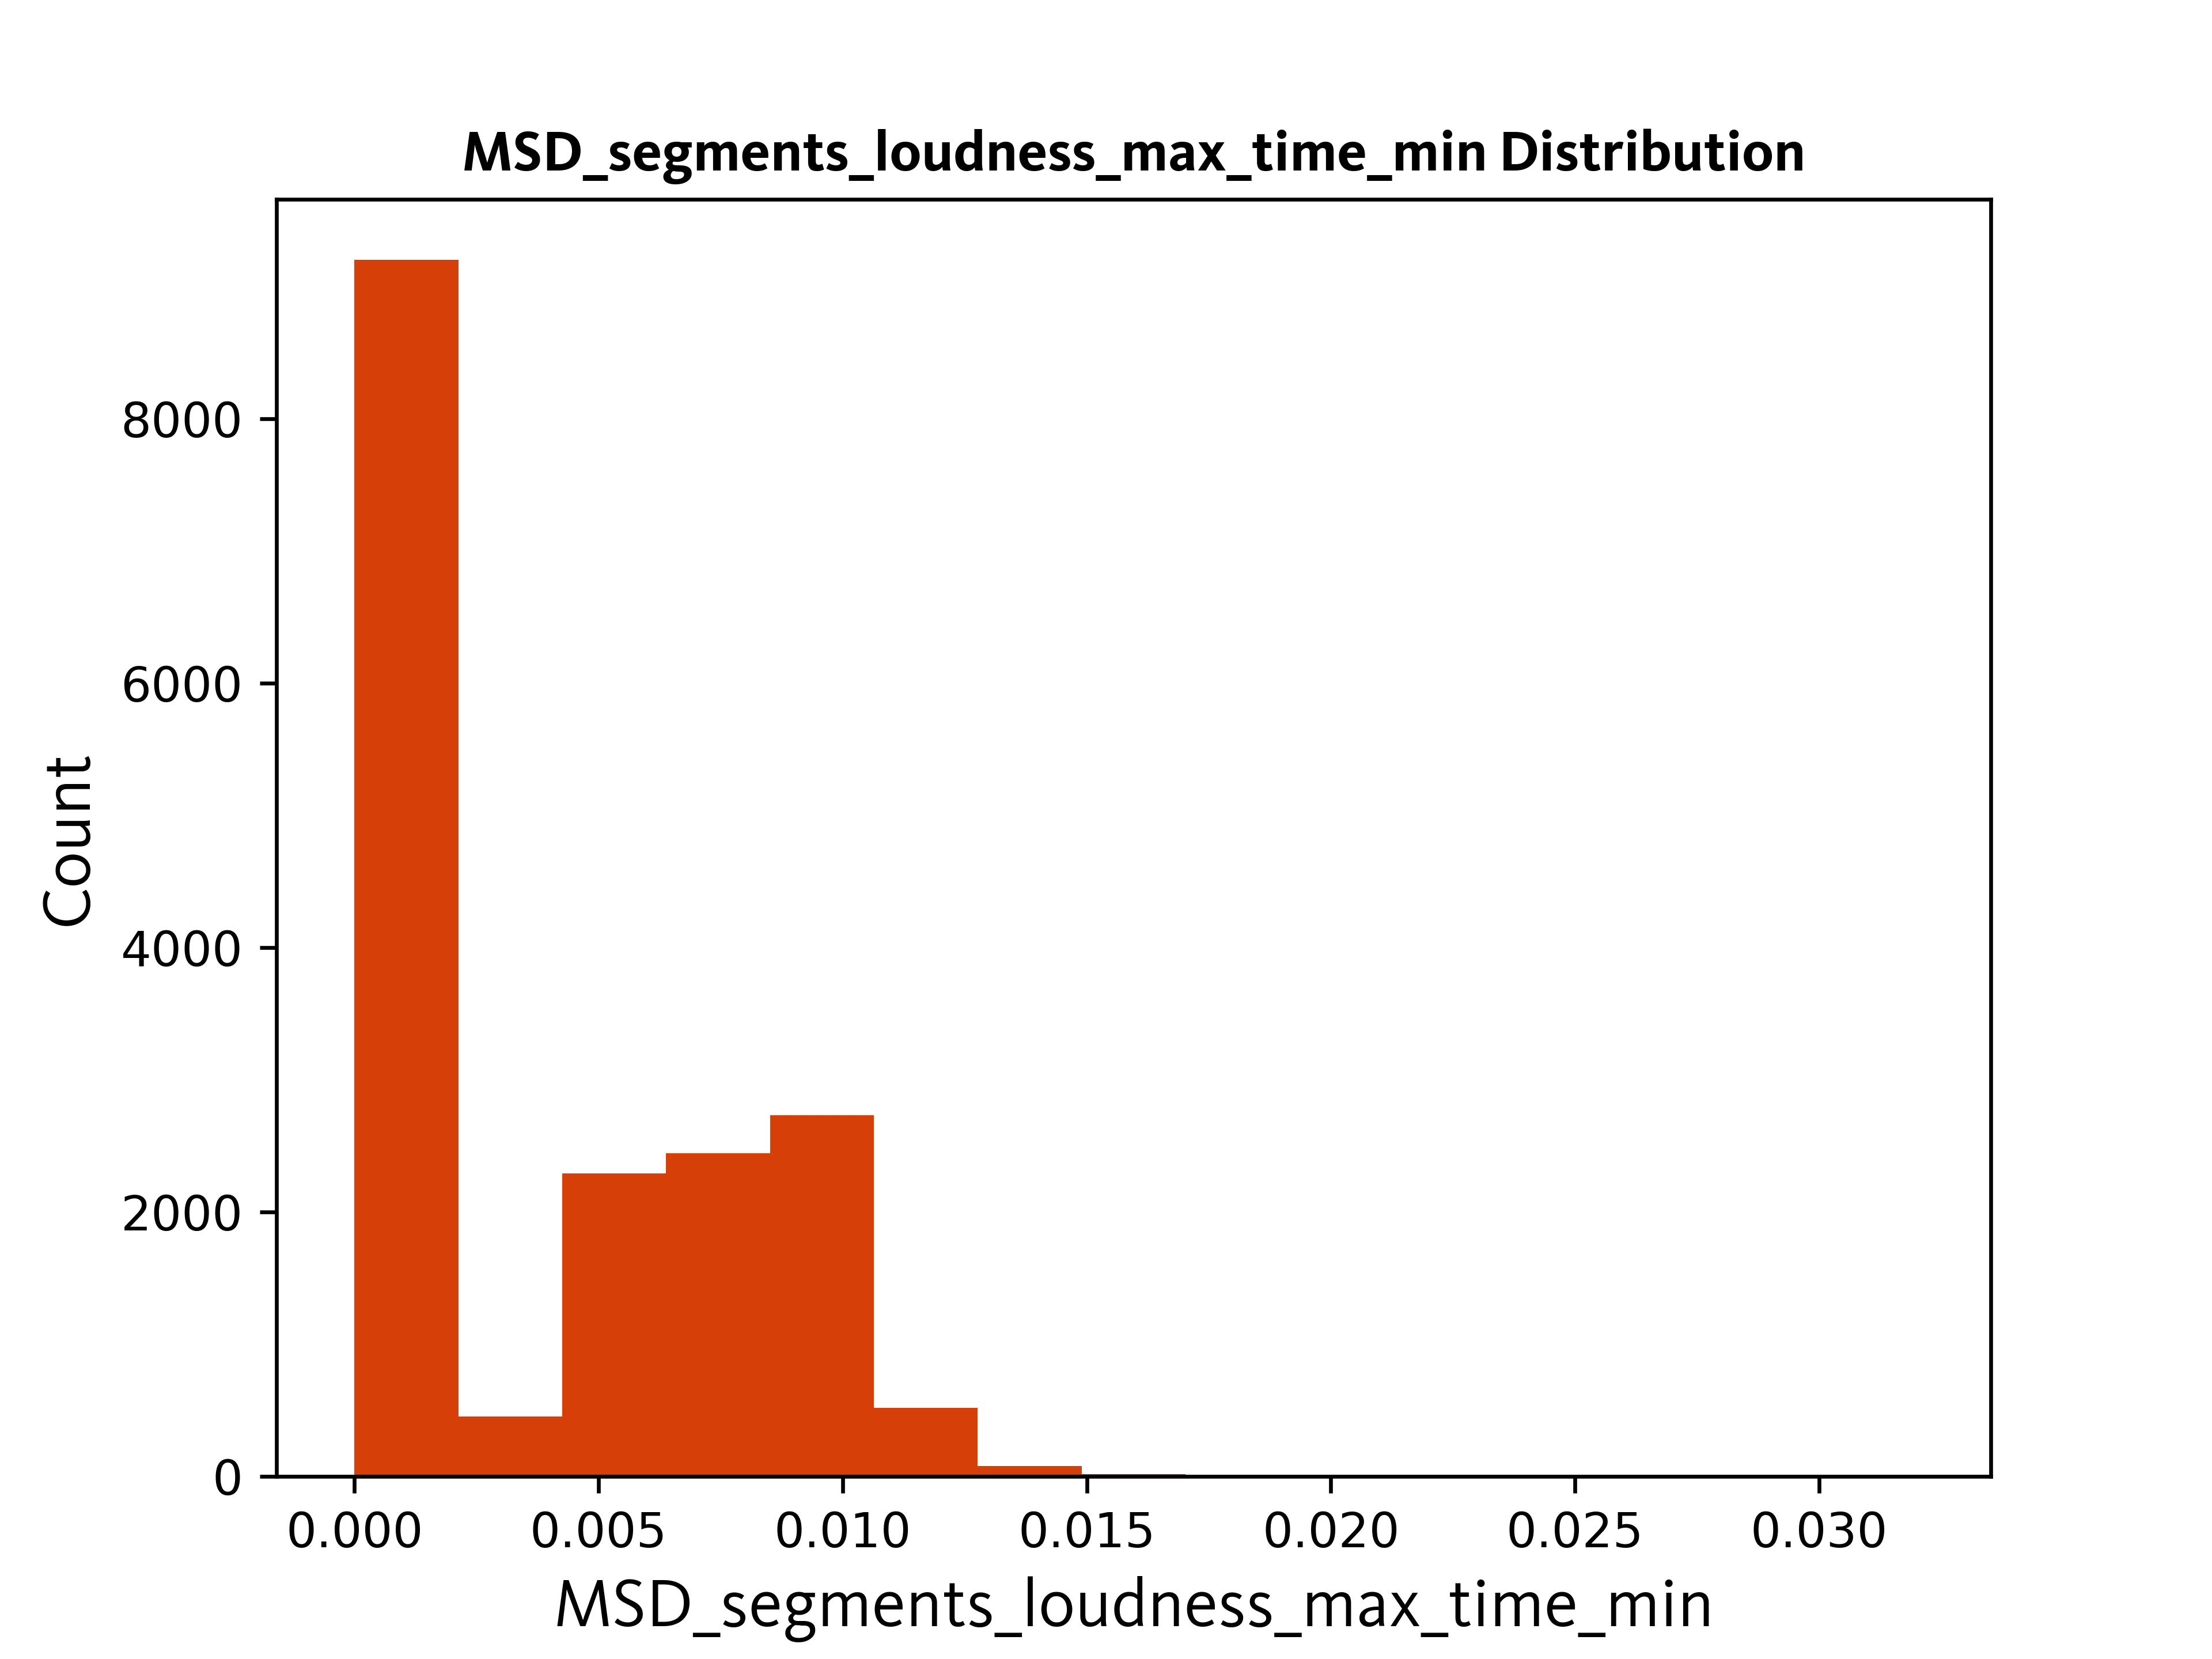 MSD_segments_loudness_max_time_min Distribution
Count
8000
6000
4000
2000
0
0.000 0.005 0.010 0.015 0.020 0.025 0.030
MSD_segments_loudness_max_time_min